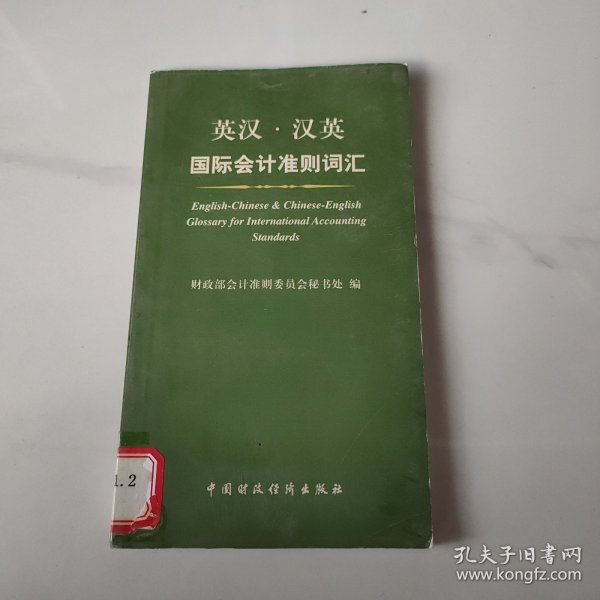 英汉·汉英
国际会计准则词汇
English-Chinese & Chinese-English
Glossary for International Accounting
Standards
财政部会计准则委员会秘书处 编
1.2
中国财政经济出版社
孔夫子旧书网
www.kongfz.com